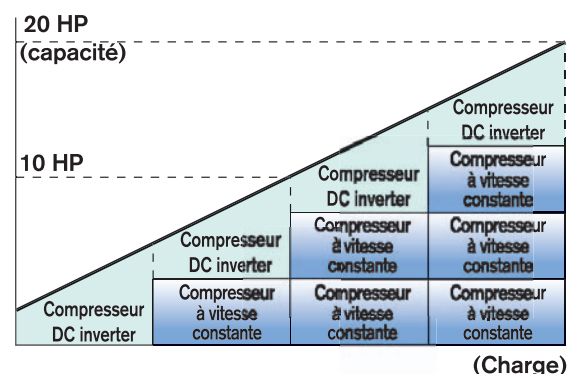 20 HP
(capacité)
Compresseur
DC inverter
Compresseur
à vitesse
constante
10 HP
Compresseur
DC inverter
Compresseur
à vitesse
constante
Compresseur
à vitesse
constante
Compresseur
DC inverter
Compresseur
DC inverter
Compresseur
à vitesse
constante
Compresseur
à vitesse
constante
Compresseur
à vitesse
constante
(Charge)